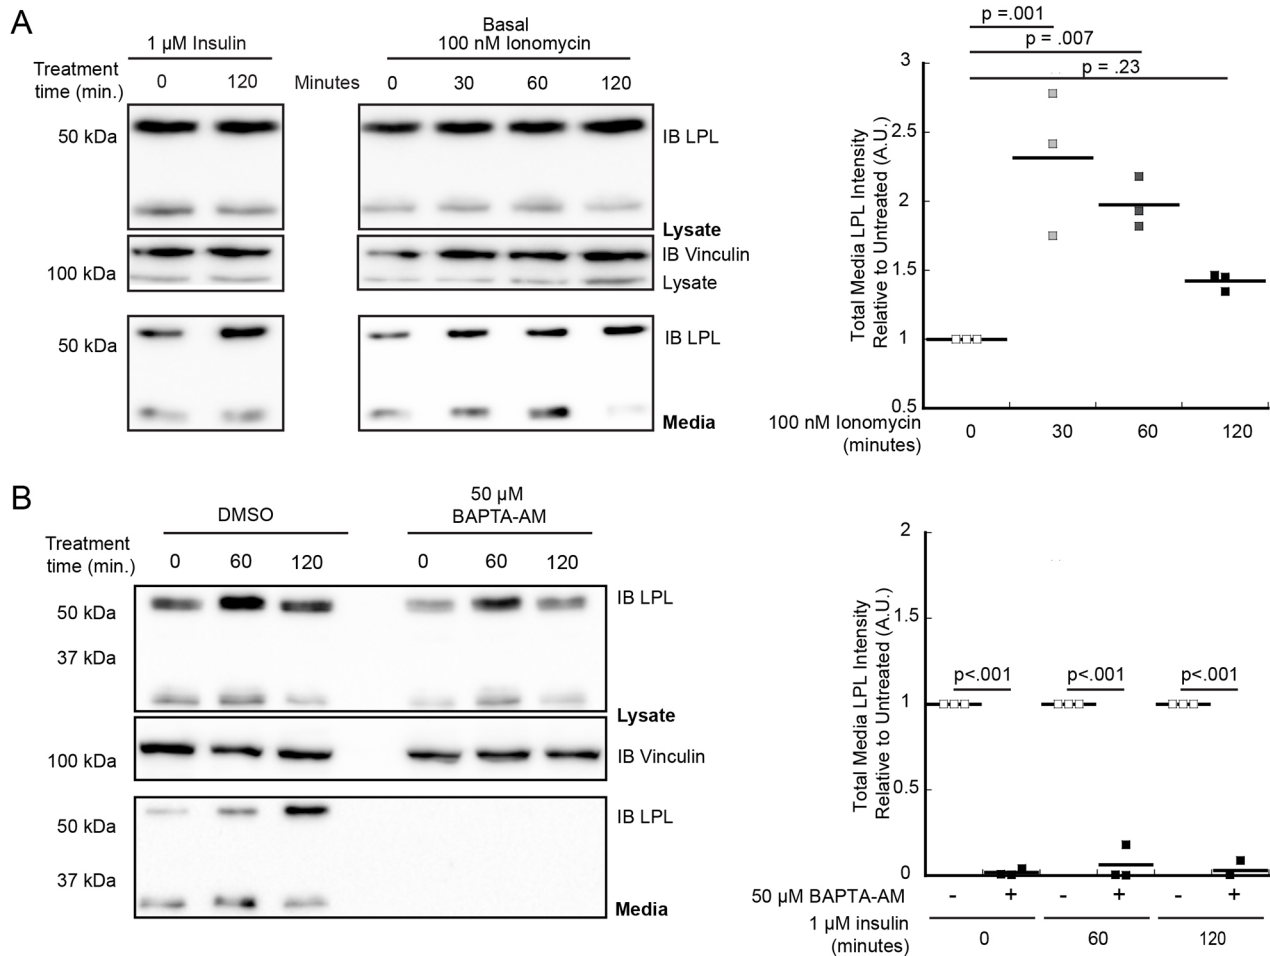 A
1 µM Insulin
Basal
100 nM Ionomycin
Treatment
time (min.)
0 120
Minutes 0 30 60 120
50 kDa
IB LPL
Lysate
IB Vinculin
100 kDa
Lysate
50 kDa
IB LPL
Media
p =.001
p = .007
p = .23
Total Media LPL Intensity
Relative to Untreated (A.U.)
3
2.5
2
1.5
1
0.5
100 nM Ionomycin
(minutes)
0 30 60 120
B
DMSO
50 µM
BAPTA-AM
Treatment
time (min.)
0 60 120 0 60 120
50 kDa
IB LPL
37 kDa
Lysate
100 kDa
IB Vinculin
50 kDa
IB LPL
37 kDa
Media
Total Media LPL Intensity
Relative to Untreated (A.U.)
2
1.5
1
0.5
0
p<.001 p<.001 p<.001
50 µM BAPTA-AM - + - + - +
1 µM insulin
(minutes)
0 60 120